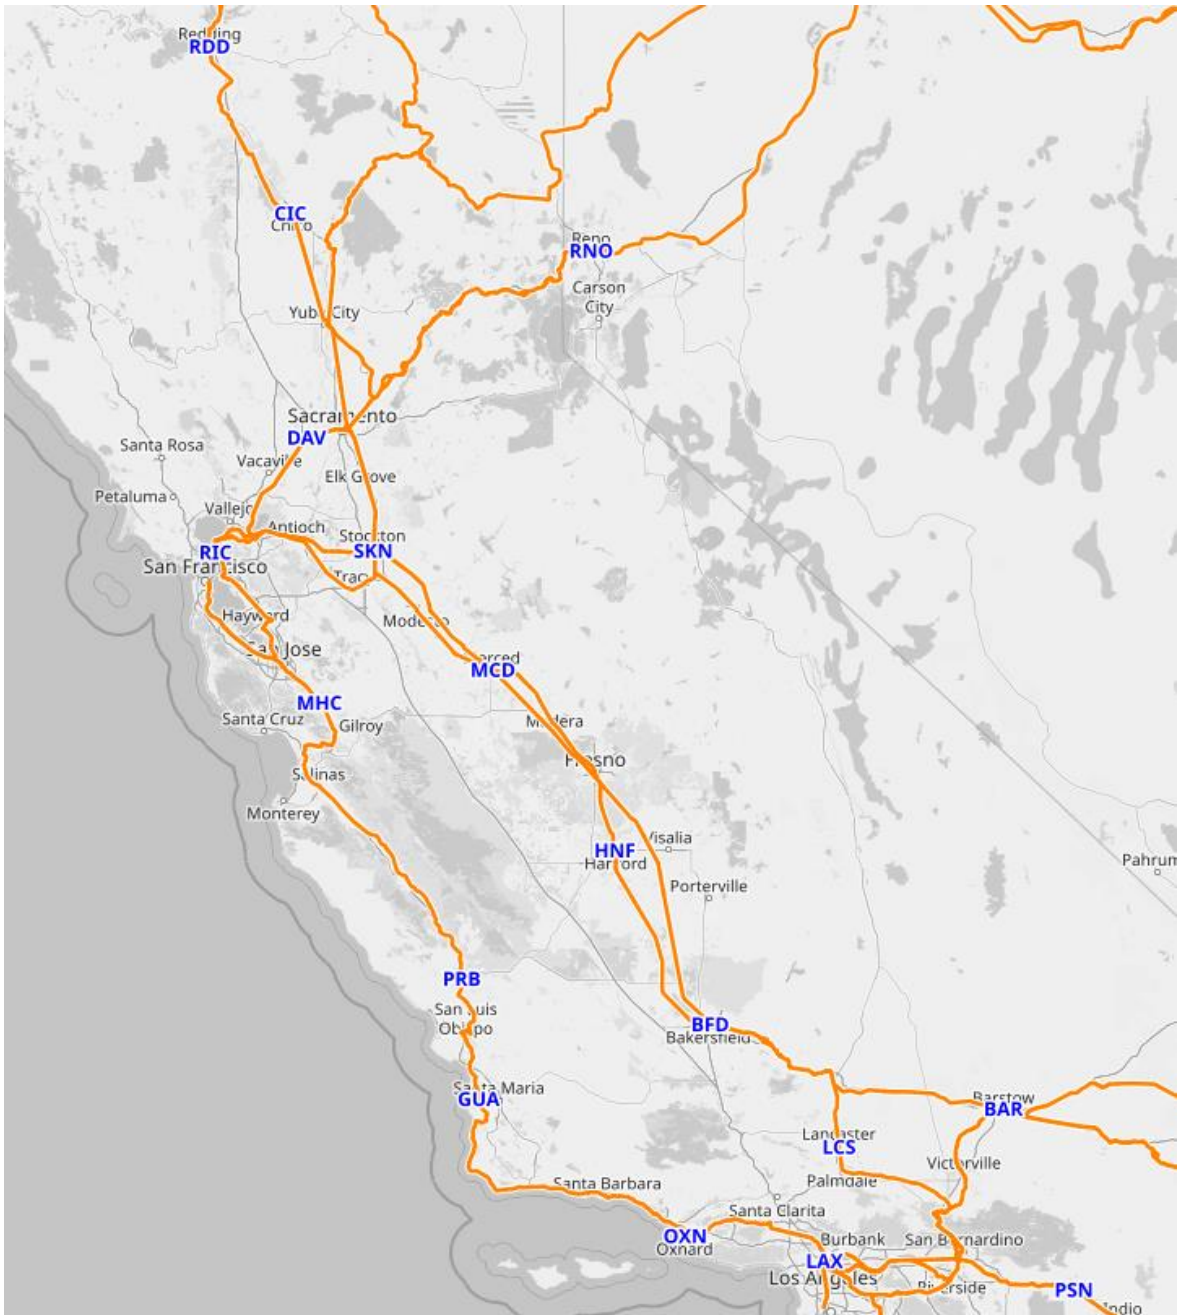 Redding
RDD
CIC
Chico
Reno
RNO
Carson
City
Yuba City
Sacramento
DAV
Santa Rosa
Vacaville
Elk Grove
Petaluma
Vallejo
Antioch
Stockton
SKN
RIC
San Francisco
Tracy
Hayward
Modesto
San Jose
Merced
MCD
MHC
Santa Cruz
Gilroy
Madera
Salinas
Fresno
Monterey
Visalia
HNF
Hanford
Pahrum
Porterville
PRB
San Luis
Obispo
BFD
Bakersfield
Santa Maria
GUA
Barstow
BAR
Lancaster
LCS
Victorville
Santa Barbara
Palmdale
Santa Clarita
OXN
Oxnard
Burbank
San Bernardino
LAX
Los Angeles
Riverside
PSN
Indio